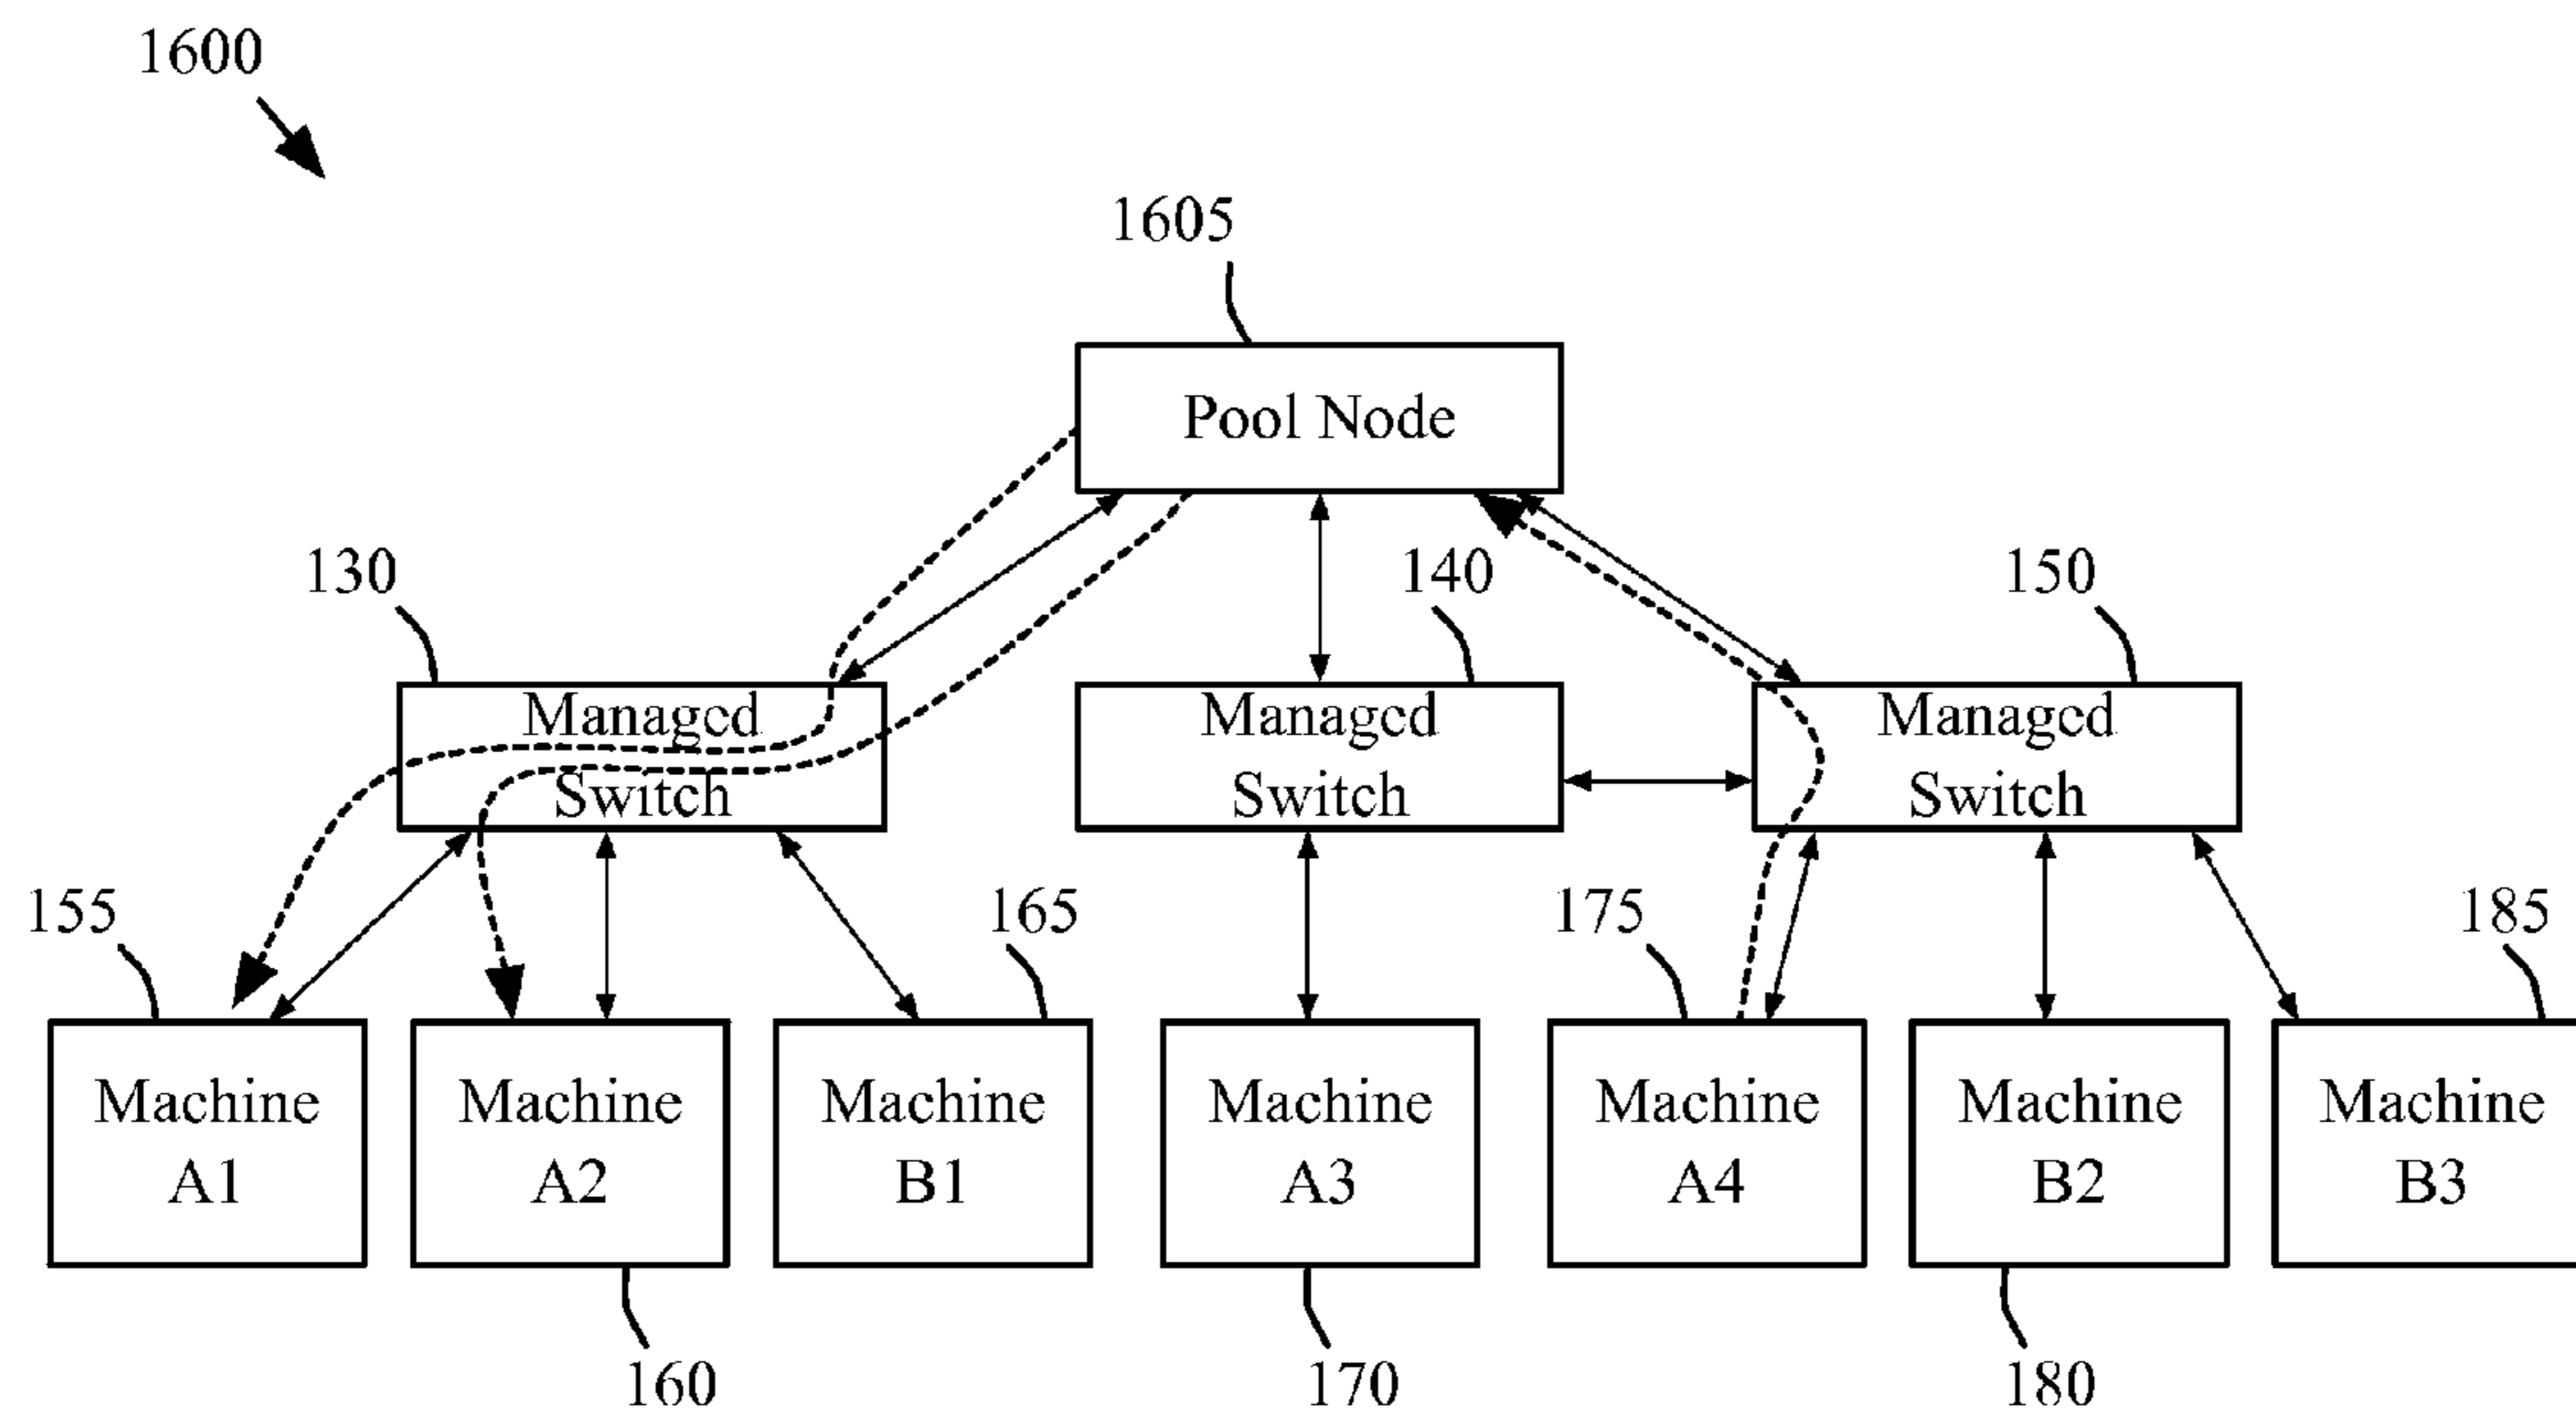 1600
1605
Pool Node
130
140
150
Managed
Switch
Managed
Switch
Managed
Switch
155
165
175
185
Machine
A1
Machine
A2
Machine
B1
Machine
A3
Machine
A4
Machine
B2
Machine
B3
160
170
180